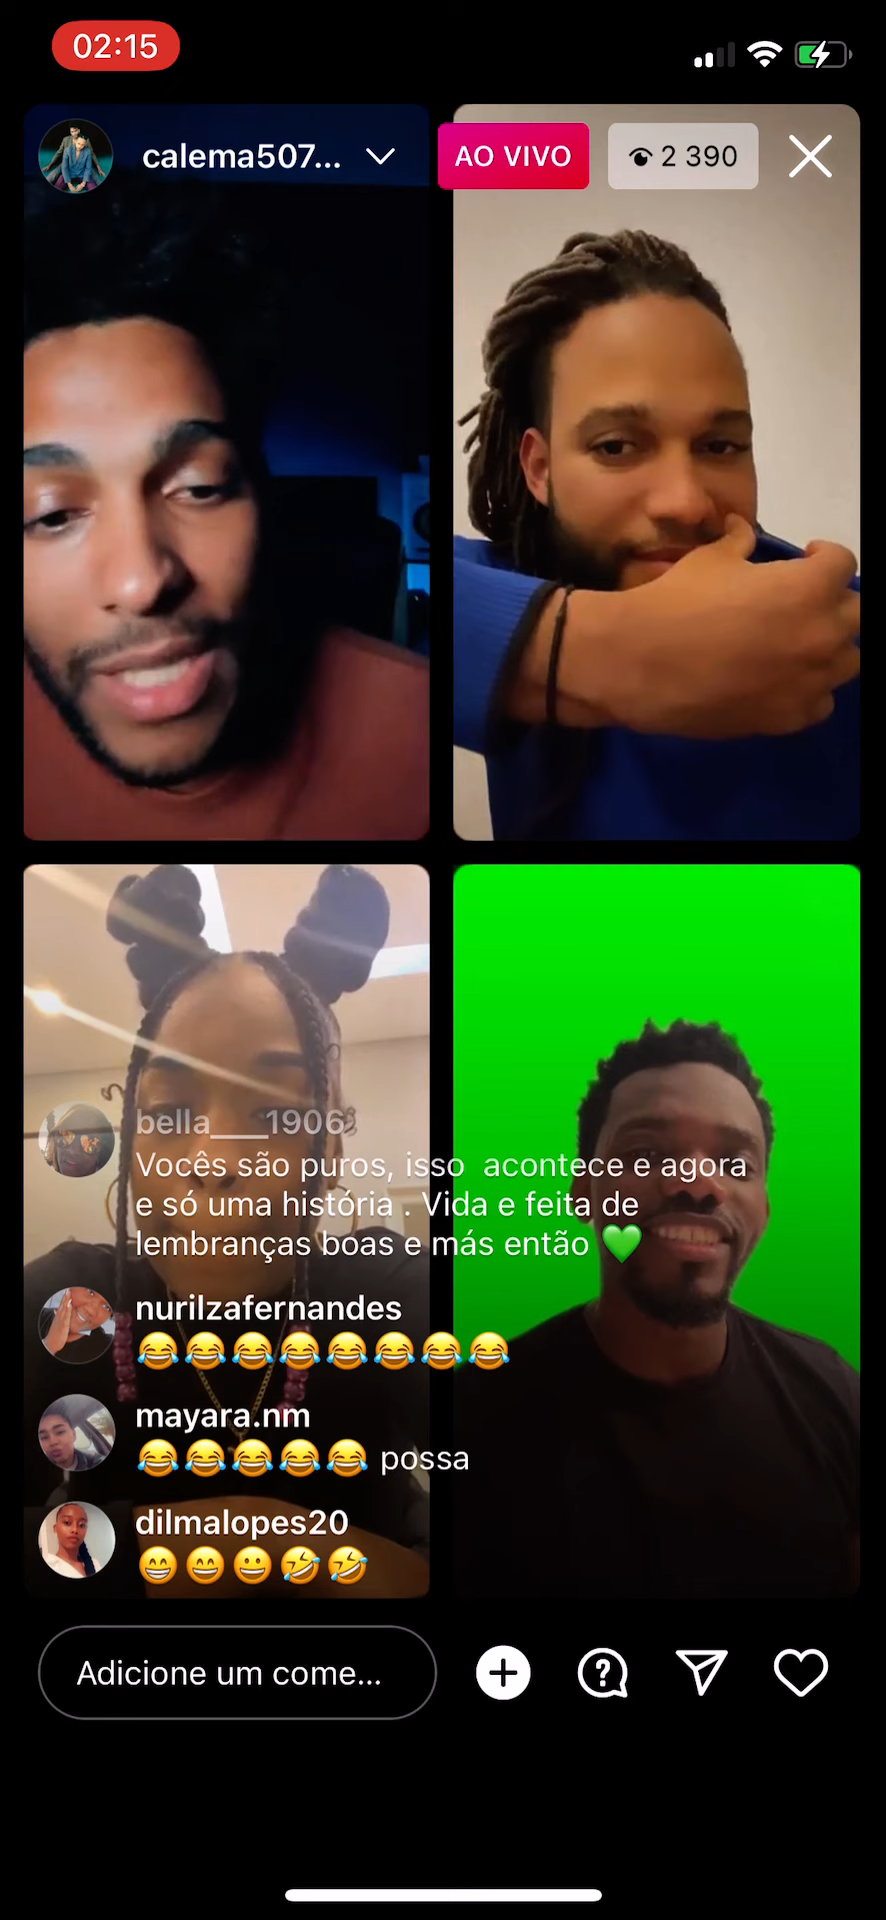 02:15
calema507...
AO VIVO
2 390
bella___1906
Vocês são puros, isso  acontece e agora
e só uma história . Vida e feita de
lembranças boas e más então 💚
nurilzafernandes
😂😂😂😂😂😂😂😂
mayara.nm
😂😂😂😂😂 possa
dilmalopes20
😁😄😀🤣🤣
Adicione um come...